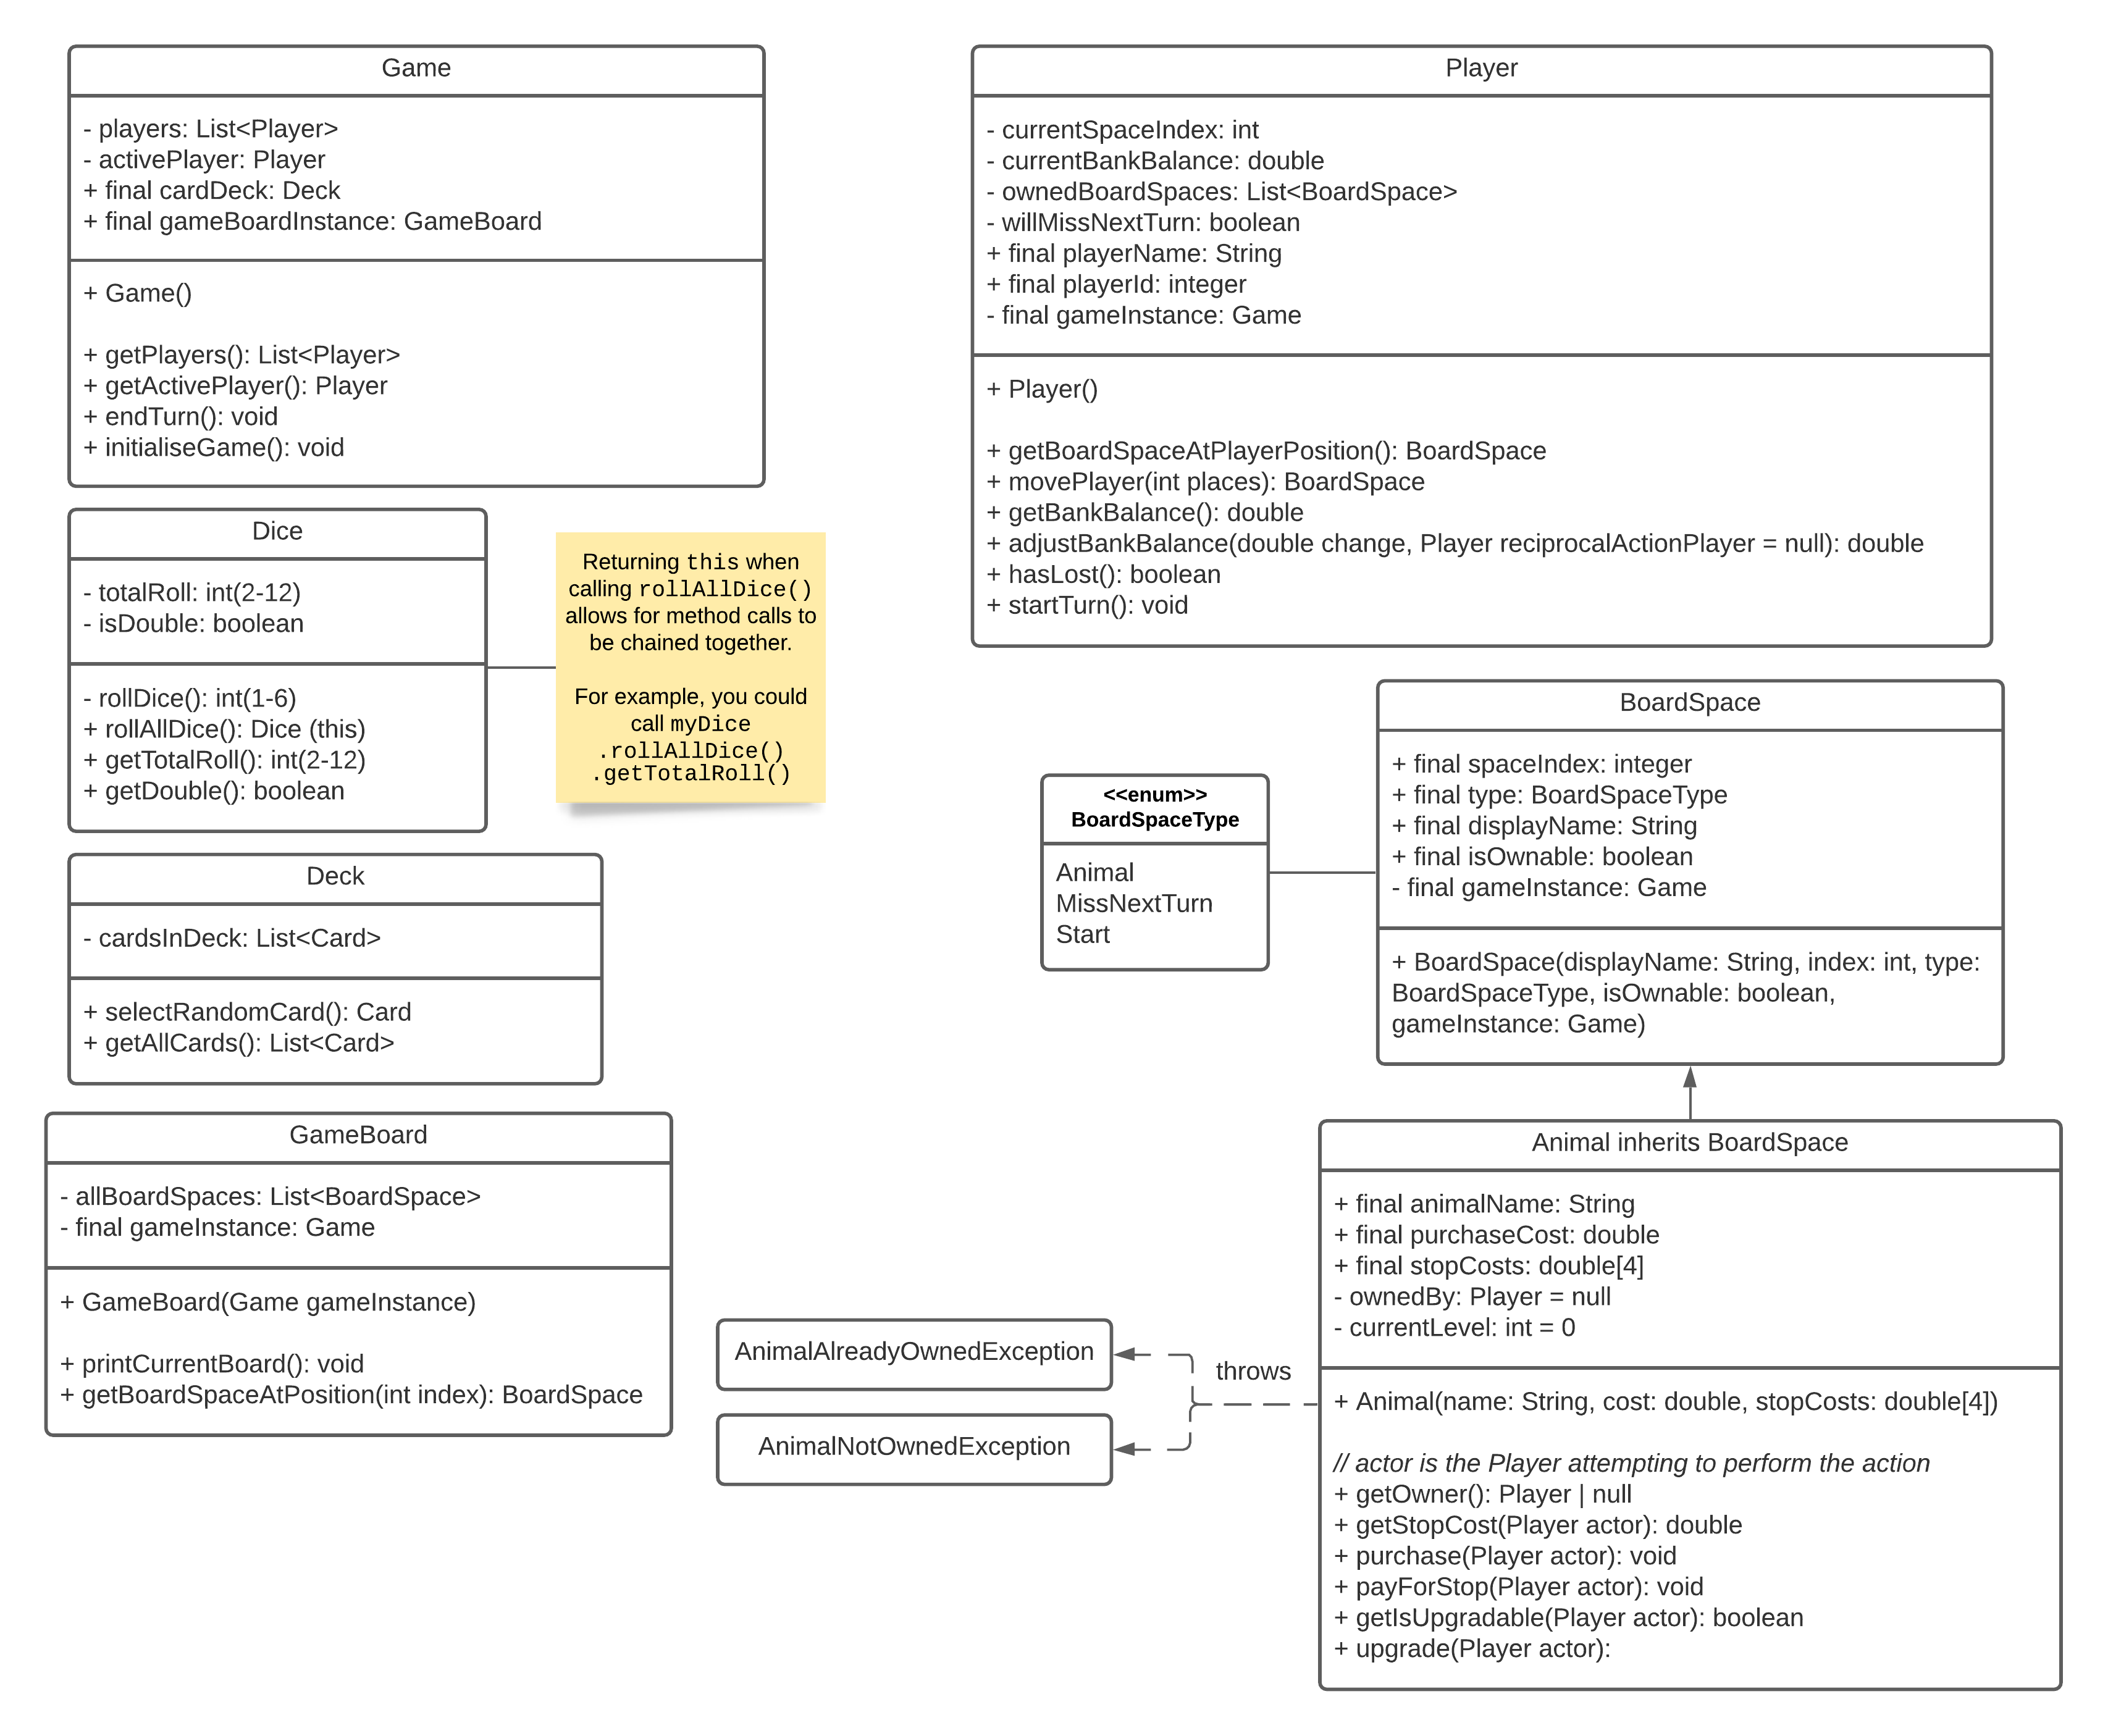 Game
- players: List<Player>
- activePlayer: Player
+ final cardDeck: Deck
+ final gameBoardInstance: GameBoard
+ Game()
+ getPlayers(): List<Player>
+ getActivePlayer(): Player
+ endTurn(): void
+ initialiseGame(): void
Player
- currentSpaceIndex: int
- currentBankBalance: double
- ownedBoardSpaces: List<BoardSpace>
- willMissNextTurn: boolean
+ final playerName: String
+ final playerId: integer
- final gameInstance: Game
+ Player()
+ getBoardSpaceAtPlayerPosition(): BoardSpace
+ movePlayer(int places): BoardSpace
+ getBankBalance(): double
+ adjustBankBalance(double change, Player reciprocalActionPlayer = null): double
+ hasLost(): boolean
+ startTurn(): void
Dice
- totalRoll: int(2-12)
- isDouble: boolean
- rollDice(): int(1-6)
+ rollAllDice(): Dice (this)
+ getTotalRoll(): int(2-12)
+ getDouble(): boolean
Returning this when
calling rollAllDice()
allows for method calls to
be chained together.
For example, you could
call myDice
.rollAllDice()
.getTotalRoll()
Deck
- cardsInDeck: List<Card>
+ selectRandomCard(): Card
+ getAllCards(): List<Card>
<<enum>>
BoardSpaceType
Animal
MissNextTurn
Start
BoardSpace
+ final spaceIndex: integer
+ final type: BoardSpaceType
+ final displayName: String
+ final isOwnable: boolean
- final gameInstance: Game
+ BoardSpace(displayName: String, index: int, type:
BoardSpaceType, isOwnable: boolean,
gameInstance: Game)
GameBoard
- allBoardSpaces: List<BoardSpace>
- final gameInstance: Game
+ GameBoard(Game gameInstance)
+ printCurrentBoard(): void
+ getBoardSpaceAtPosition(int index): BoardSpace
AnimalAlreadyOwnedException
AnimalNotOwnedException
throws
Animal inherits BoardSpace
+ final animalName: String
+ final purchaseCost: double
+ final stopCosts: double[4]
- ownedBy: Player = null
- currentLevel: int = 0
+ Animal(name: String, cost: double, stopCosts: double[4])
// actor is the Player attempting to perform the action
+ getOwner(): Player | null
+ getStopCost(Player actor): double
+ purchase(Player actor): void
+ payForStop(Player actor): void
+ getIsUpgradable(Player actor): boolean
+ upgrade(Player actor):